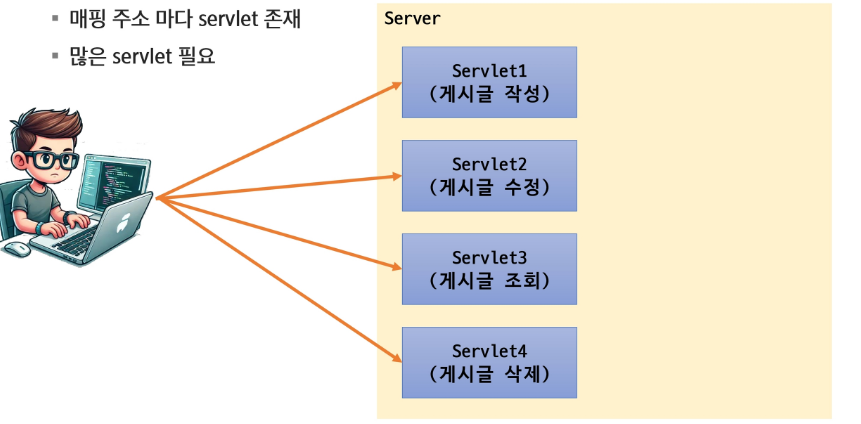 ▪ 매핑 주소 마다 servlet 존재
▪ 많은 servlet 필요
Server
Servlet1
(게시글 작성)
Servlet2
(게시글 수정)
Servlet3
(게시글 조회)
Servlet4
(게시글 삭제)